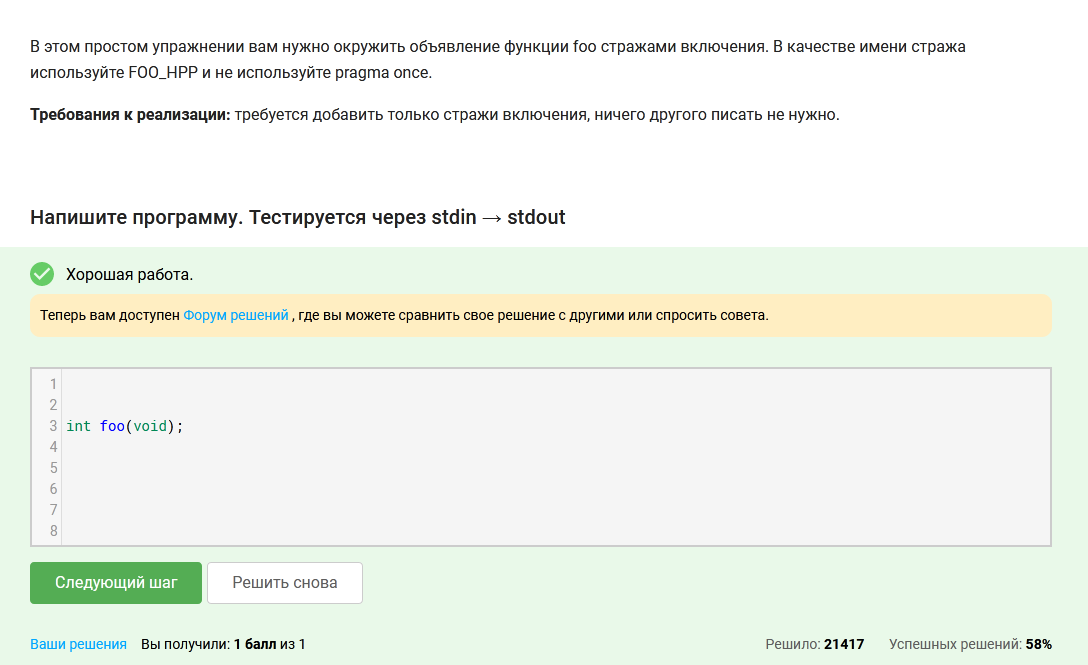 В этом простом упражнении вам нужно окружить объявление функции foo стражами включения. В качестве имени стража
используйте FOO_HPP и не используйте pragma once.
Требования к реализации: требуется добавить только стражи включения, ничего другого писать не нужно.
Напишите программу. Тестируется через stdin → stdout
Хорошая работа.
Теперь вам доступен Форум решений , где вы можете сравнить свое решение с другими или спросить совета.
1
2
3 int foo(void);
4
5
6
7
8
Следующий шаг Решить снова
Ваши решения Вы получили: 1 балл из 1 Решило: 21417 Успешных решений: 58%